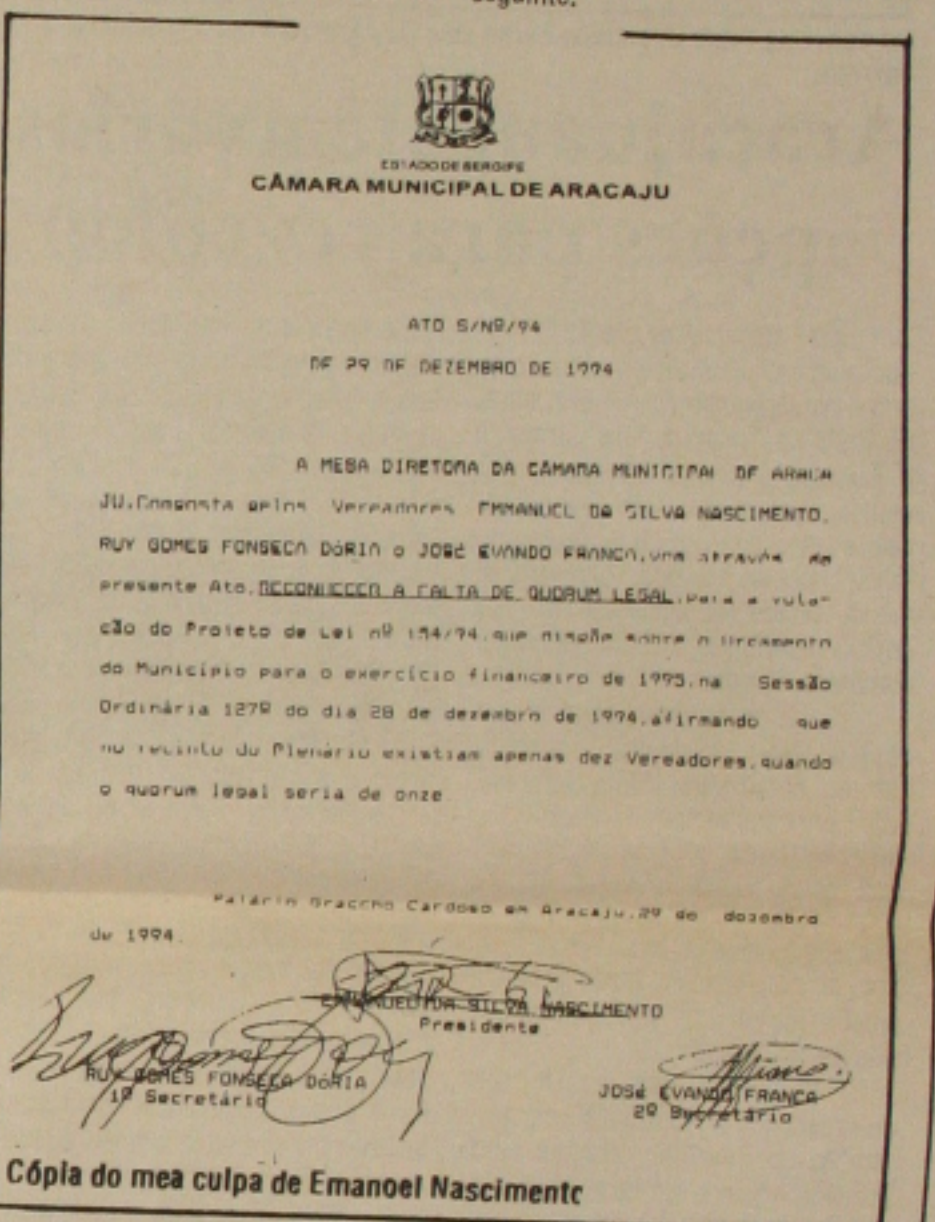 seguinte:
ESTADO DE SERGIPE
CÂMARA MUNICIPAL DE ARACAJU
ATO S/Nº/94
DE 29 DE DEZEMBRO DE 1994
A MESA DIRETORA DA CÂMARA MUNICIPAL DE ARACA
JU, Composta pelos Vereadores EMMANUEL DA SILVA NASCIMENTO,
RUY GOMES FONSECA DÓRIA e JOSÉ EVANDO FRANCA, vem através do
presente Ato, RECONHECER A FALTA DE QUORUM LEGAL, para a vota-
ção do Projeto de Lei nº 194/94, que dispõe sobre o Orcamento
do Município para o exercício financeiro de 1995, na Sessão
Ordinária 127ª do dia 28 de dezembro de 1994, afirmando que
no recinto do Plenário existiam apenas dez Vereadores, quando
o quorum legal seria de onze
Palácio Graccho Cardoso em Aracaju, 29 de dezembro
de 1994.
EMMANUEL DA SILVA NASCIMENTO
Presidente
RUY GOMES FONSECA DÓRIA
1º Secretário
JOSÉ EVANDO FRANCA
2º Secretário
Cópia do mea culpa de Emanoel Nascimento